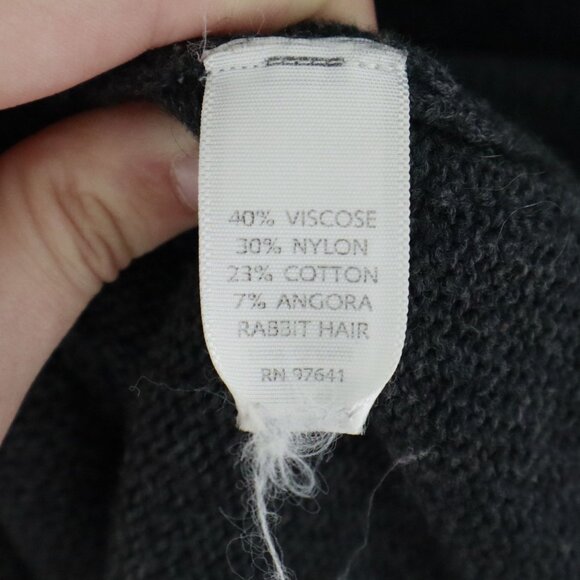 40% VISCOSE
30% NYLON
23% COTTON
7% ANGORA
RABBIT HAIR
RN 97641